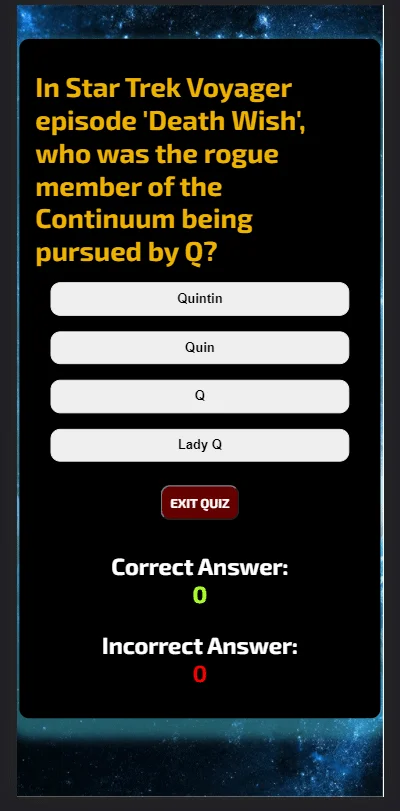 In Star Trek Voyager
episode 'Death Wish',
who was the rogue
member of the
Continuum being
pursued by Q?
Quintin
Quin
Q
Lady Q
EXIT QUIZ
Correct Answer:
0
Incorrect Answer:
0